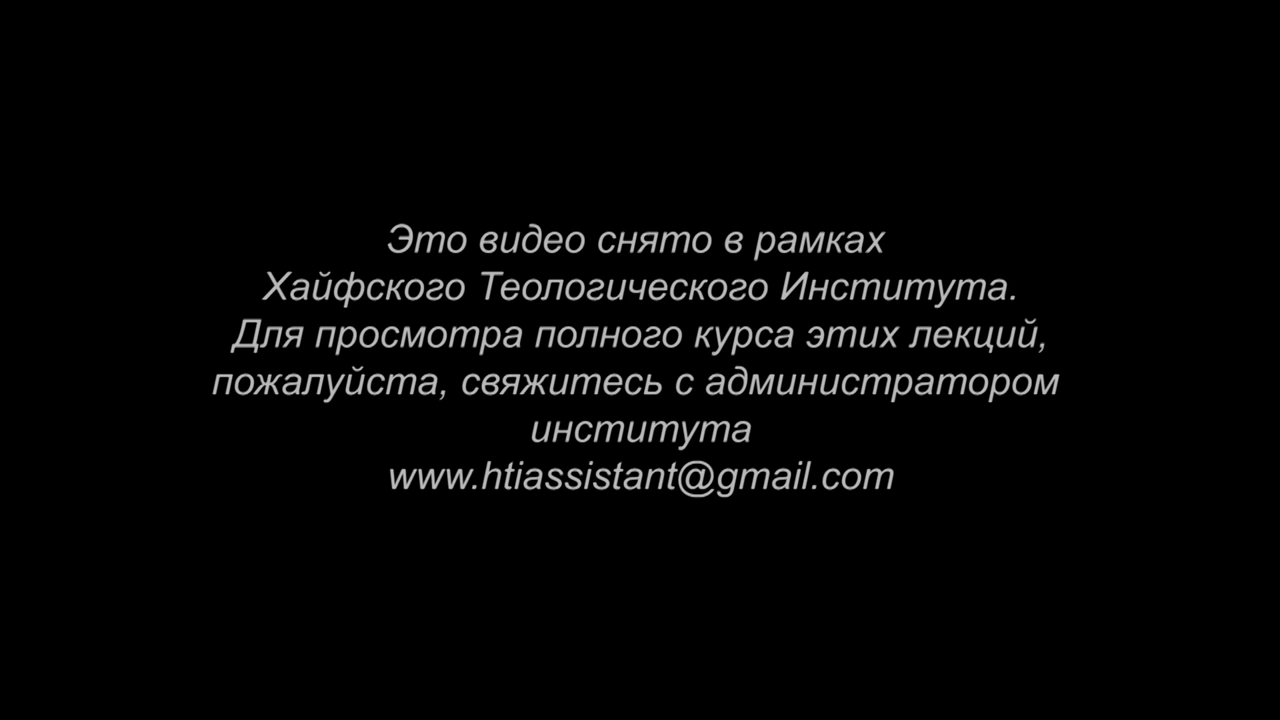 Это видео снято в рамках
Хайфского Теологического Института.
Для просмотра полного курса этих лекций,
пожалуйста, свяжитесь с администратором
института
www.htiassistant@gmail.com